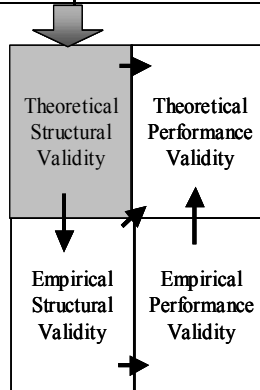 Theoretical
Structural
Validity
Theoretical
Performance
Validity
Empirical
Structural
Validity
Empirical
Performance
Validity